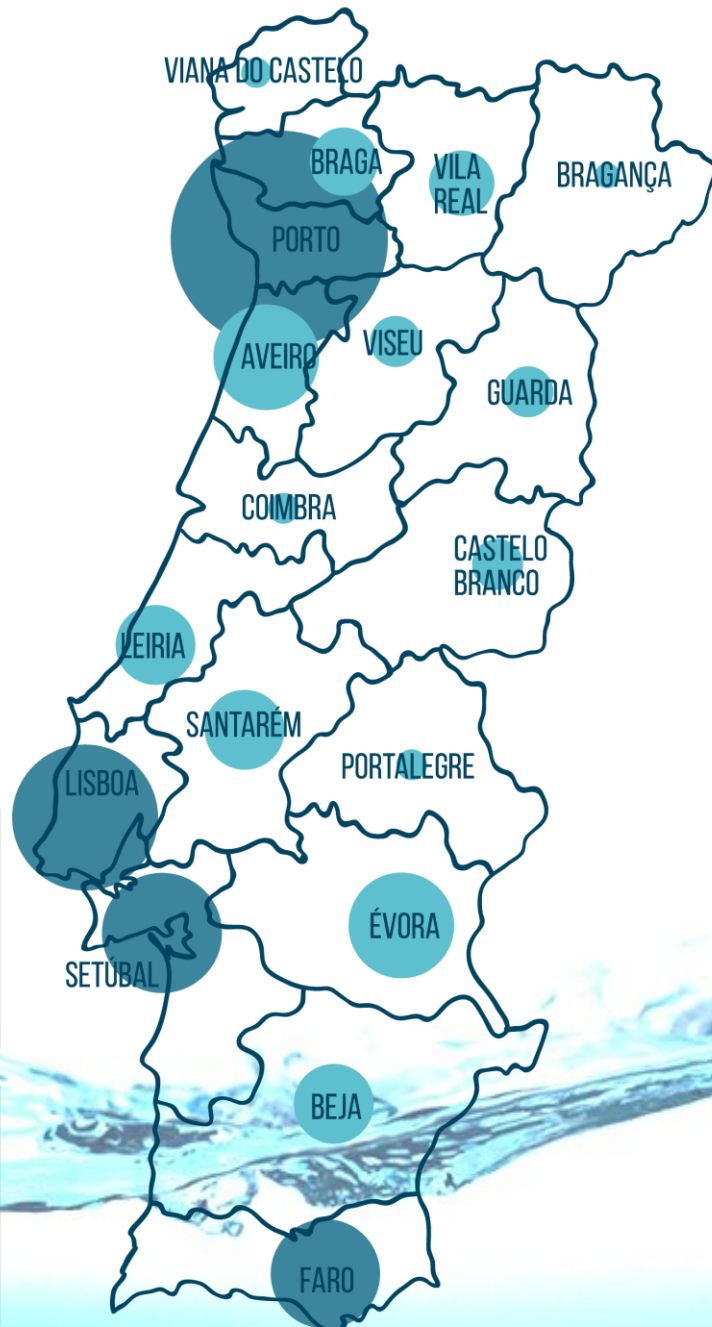 VIANA DO CASTELO
BRAGA
VILA
REAL
BRAGANÇA
PORTO
AVEIRO
VISEU
GUARDA
COIMBRA
CASTELO
BRANCO
LEIRIA
SANTARÉM
PORTALEGRE
LISBOA
ÉVORA
SETÚBAL
BEJA
FARO